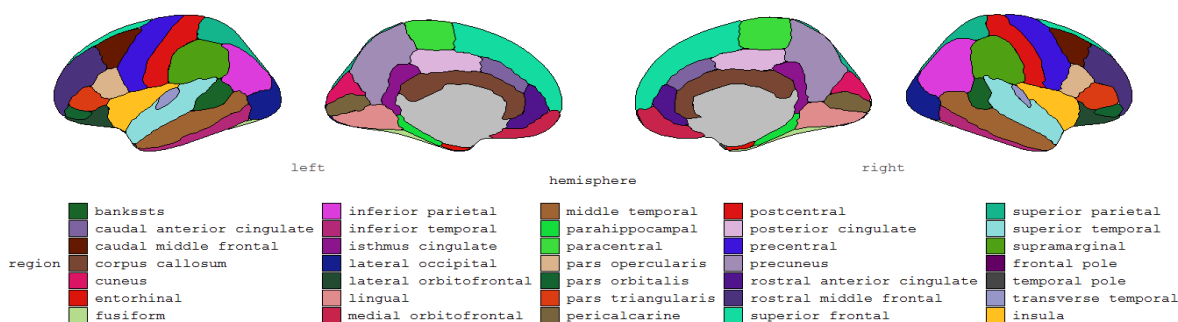 left right
hemisphere
bankssts inferior parietal middle temporal postcentral superior parietal
caudal anterior cingulate inferior temporal parahippocampal posterior cingulate superior temporal
caudal middle frontal isthmus cingulate paracentral precentral supramarginal
region corpus callosum lateral occipital pars opercularis precuneus frontal pole
cuneus lateral orbitofrontal pars orbitalis rostral anterior cingulate temporal pole
entorhinal lingual pars triangularis rostral middle frontal transverse temporal
fusiform medial orbitofrontal pericalcarine superior frontal insula